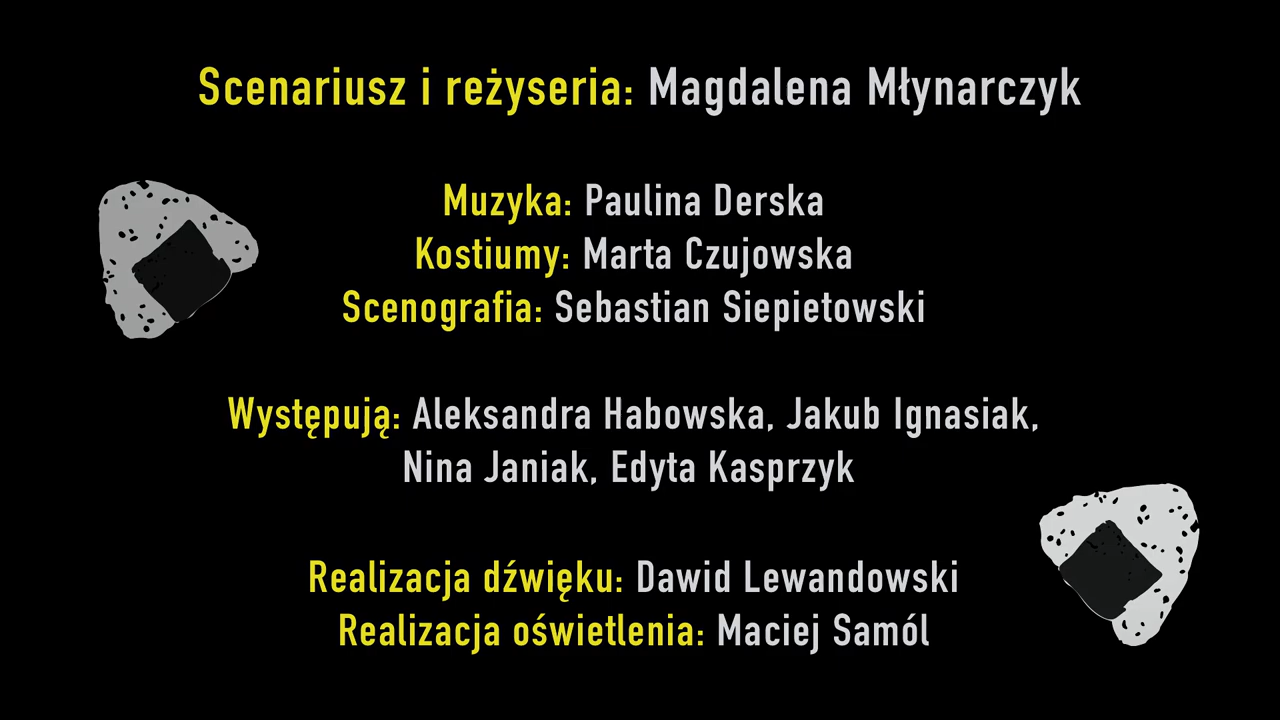 Scenariusz i reżyseria: Magdalena Młynarczyk
Muzyka: Paulina Derska
Kostiumy: Marta Czujowska
Scenografia: Sebastian Siepietowski
Występują: Aleksandra Habowska, Jakub Ignasiak,
Nina Janiak, Edyta Kasprzyk
Realizacja dźwięku: Dawid Lewandowski
Realizacja oświetlenia: Maciej Samól